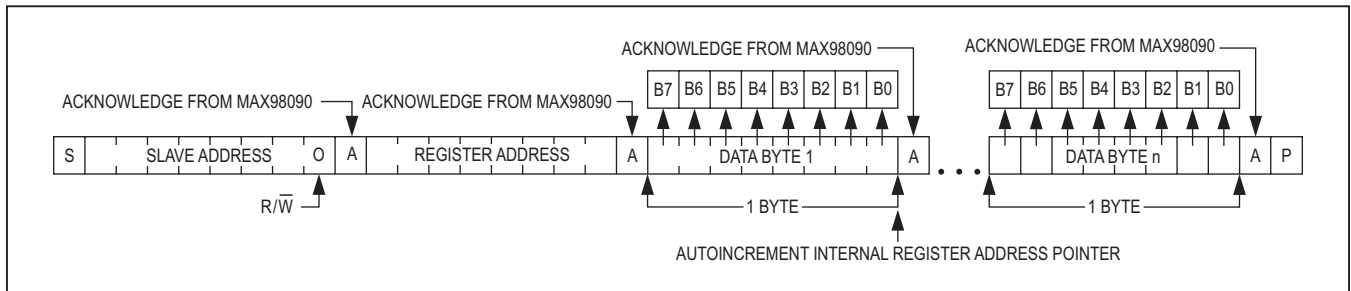 ACKNOWLEDGE FROM MAX98090
ACKNOWLEDGE FROM MAX98090
B7 B6 B5 B4 B3 B2 B1 B0
B7 B6 B5 B4 B3 B2 B1 B0
ACKNOWLEDGE FROM MAX98090
ACKNOWLEDGE FROM MAX98090
S SLAVE ADDRESS O A REGISTER ADDRESS A DATA BYTE 1 A • • • DATA BYTE n A P
R/W̅
1 BYTE
1 BYTE
AUTOINCREMENT INTERNAL REGISTER ADDRESS POINTER